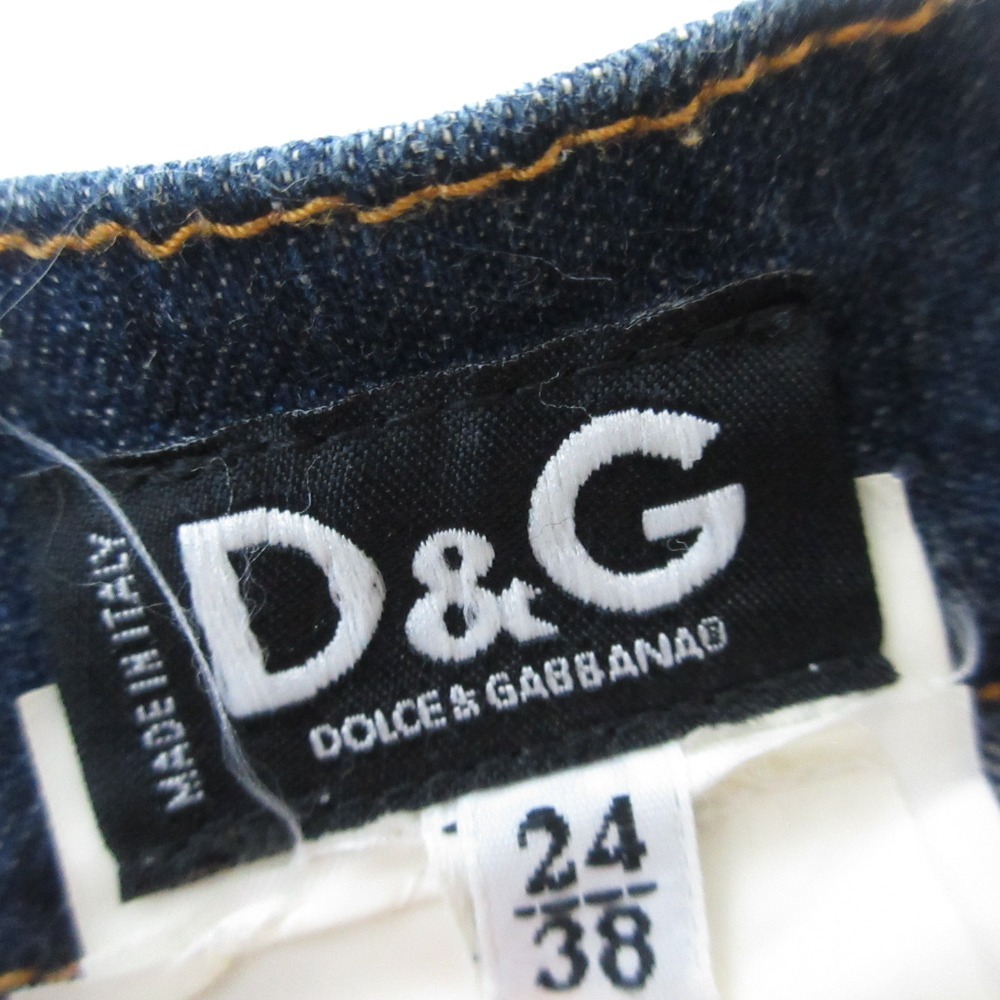 MADE IN ITALY
D&G
DOLCE & GABBANA®
24
38